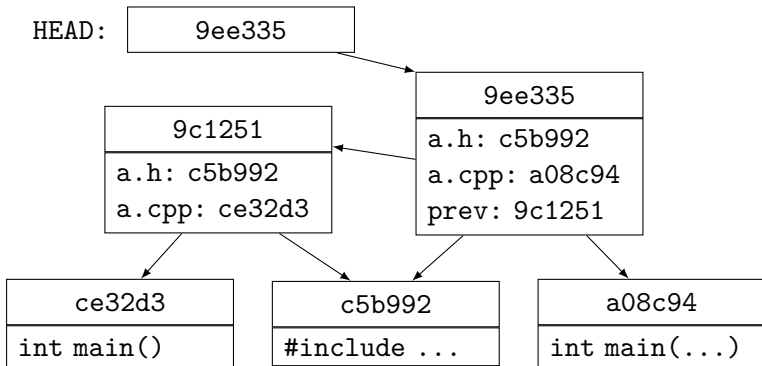 HEAD: 9ee335
9ee335
a.h: c5b992
a.cpp: a08c94
prev: 9c1251
9c1251
a.h: c5b992
a.cpp: ce32d3
ce32d3
int main()
c5b992
#include ...
a08c94
int main(...)